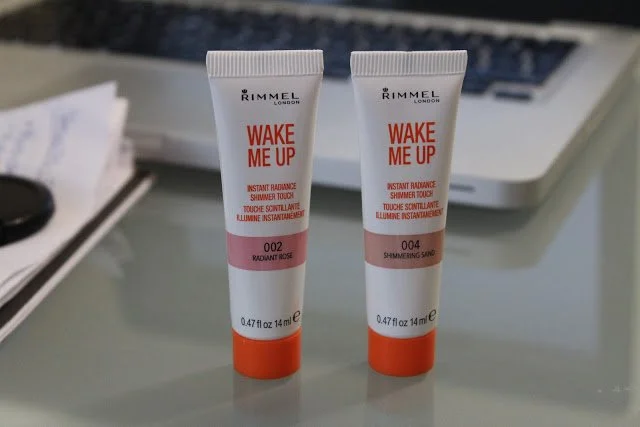 RIMMEL
LONDON
WAKE
ME UP
INSTANT RADIANCE
SHIMMER TOUCH
TOUCHE SCINTILLANTE
ILLUMINE INSTANTANÉMENT
002
RADIANT ROSE
0.47 fl oz 14 ml e
RIMMEL
LONDON
WAKE
ME UP
INSTANT RADIANCE
SHIMMER TOUCH
TOUCHE SCINTILLANTE
ILLUMINE INSTANTANÉMENT
004
SHIMMERING SAND
0.47 fl oz 14 ml e